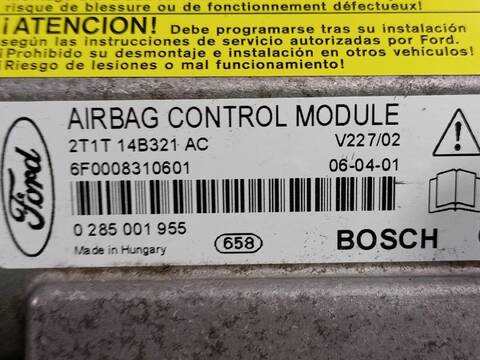 risque de blessure ou de fonctionnement défectueux!
¡ATENCION! Debe programarse tras su instalación
según las instrucciones de servicio autorizadas por Ford.
¡Prohibido su desmontaje e instalación en otros vehículos!
¡Riesgo de lesiones o mal funcionamiento!
AIRBAG CONTROL MODULE
2T1T 14B321 AC V227/02
6F0008310601 06-04-01
Ford
0 285 001 955
Made in Hungary 658 BOSCH